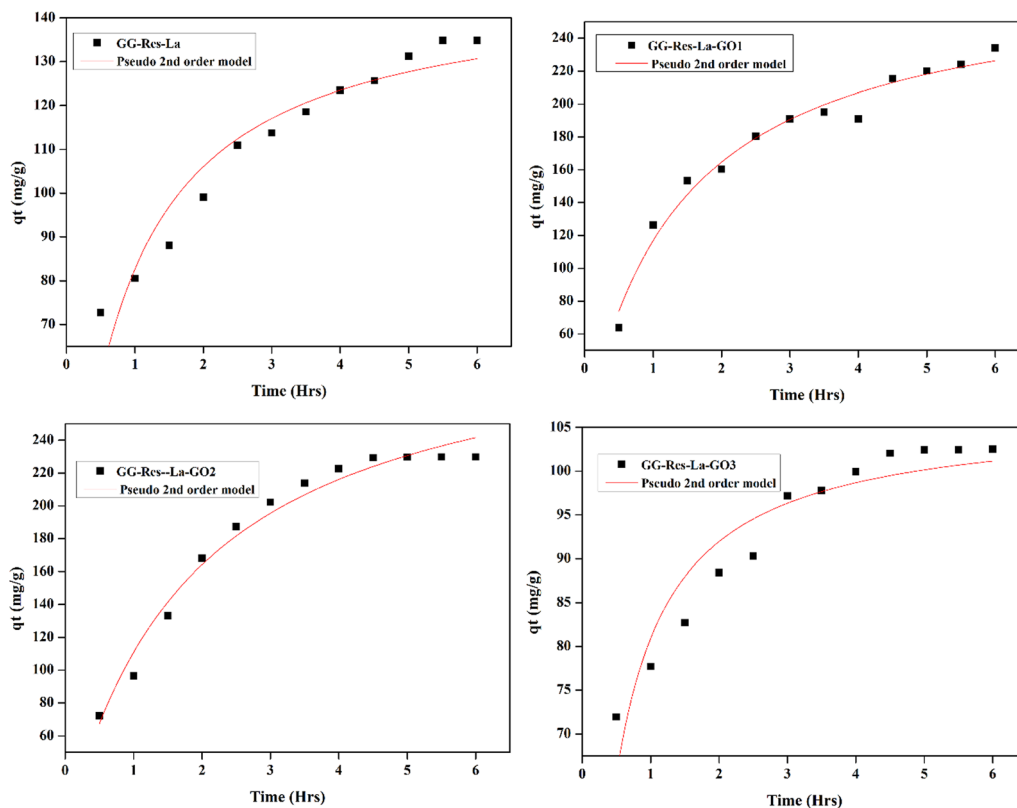 140
130
120
110
100
90
80
70
qt (mg/g)
GG-Res-La
Pseudo 2nd order model
0 1 2 3 4 5 6
Time (Hrs)
240
220
200
180
160
140
120
100
80
60
qt (mg/g)
GG-Res-La-GO1
Pseudo 2nd order model
0 1 2 3 4 5 6
Time (Hrs)
240
220
200
180
160
140
120
100
80
60
qt (mg/g)
GG-Res--La-GO2
Pseudo 2nd order model
0 1 2 3 4 5 6
Time (Hrs)
105
100
95
90
85
80
75
70
qt (mg/g)
GG-Res-La-GO3
Pseudo 2nd order model
0 1 2 3 4 5 6
Time (Hrs)